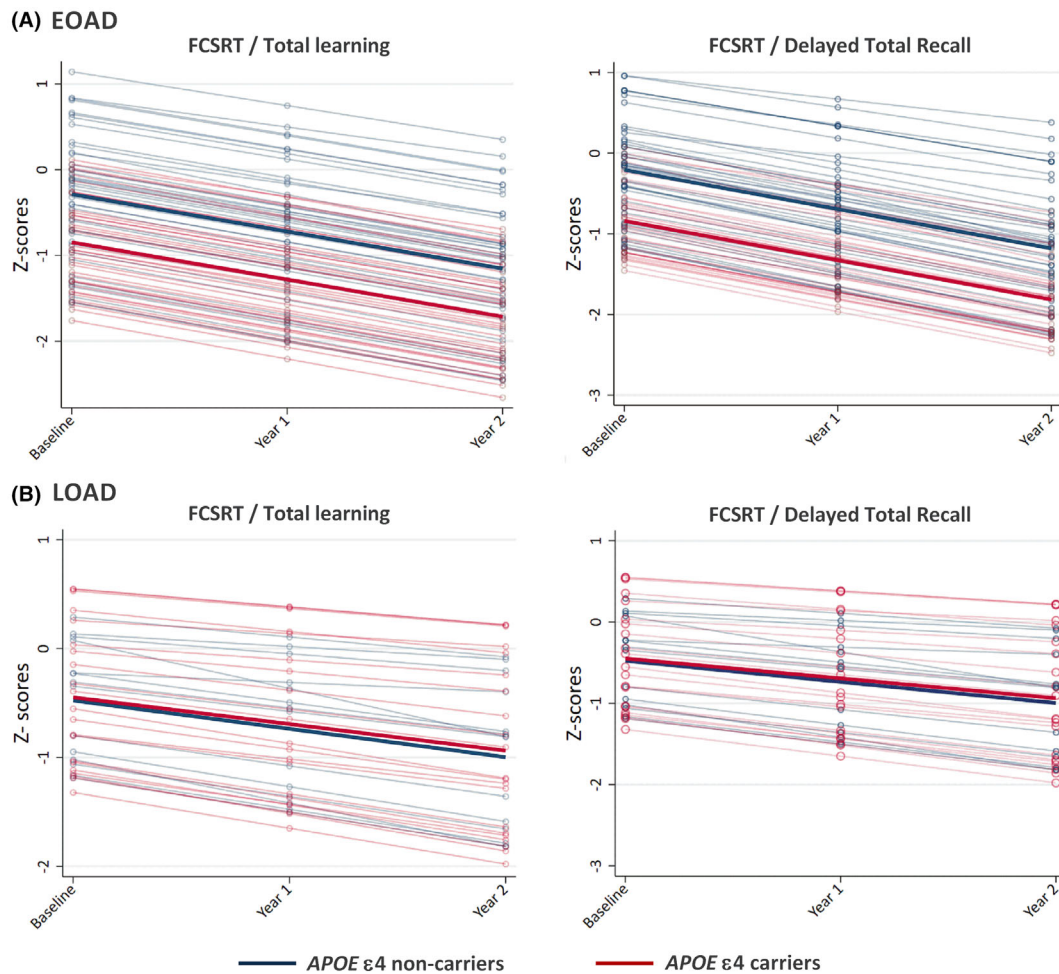 (A) EOAD
FCSRT / Total learning
FCSRT / Delayed Total Recall
Z-scores
1
0
-1
-2
Baseline
Year 1
Year 2
Z-scores
1
0
-1
-2
-3
Baseline
Year 1
Year 2
(B) LOAD
FCSRT / Total learning
FCSRT / Delayed Total Recall
Z- scores
1
0
-1
-2
Baseline
Year 1
Year 2
Z-scores
1
0
-1
-2
-3
Baseline
Year 1
Year 2
APOE ε4 non-carriers
APOE ε4 carriers